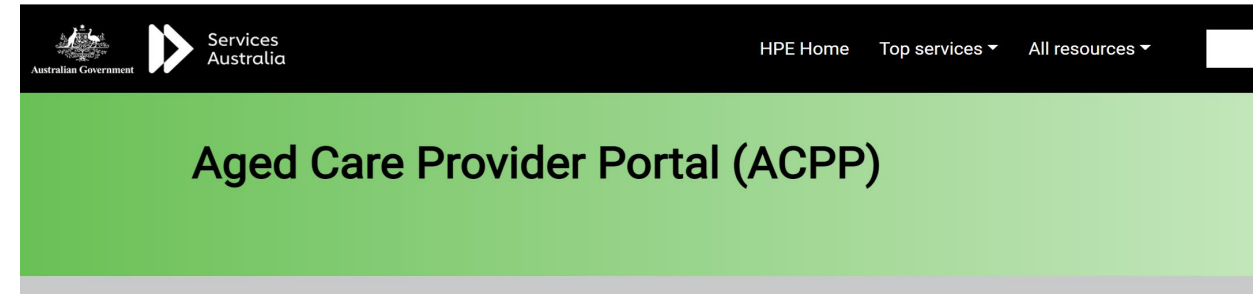 Australian Government
Services
Australia
HPE Home
Top services
All resources
Aged Care Provider Portal (ACPP)